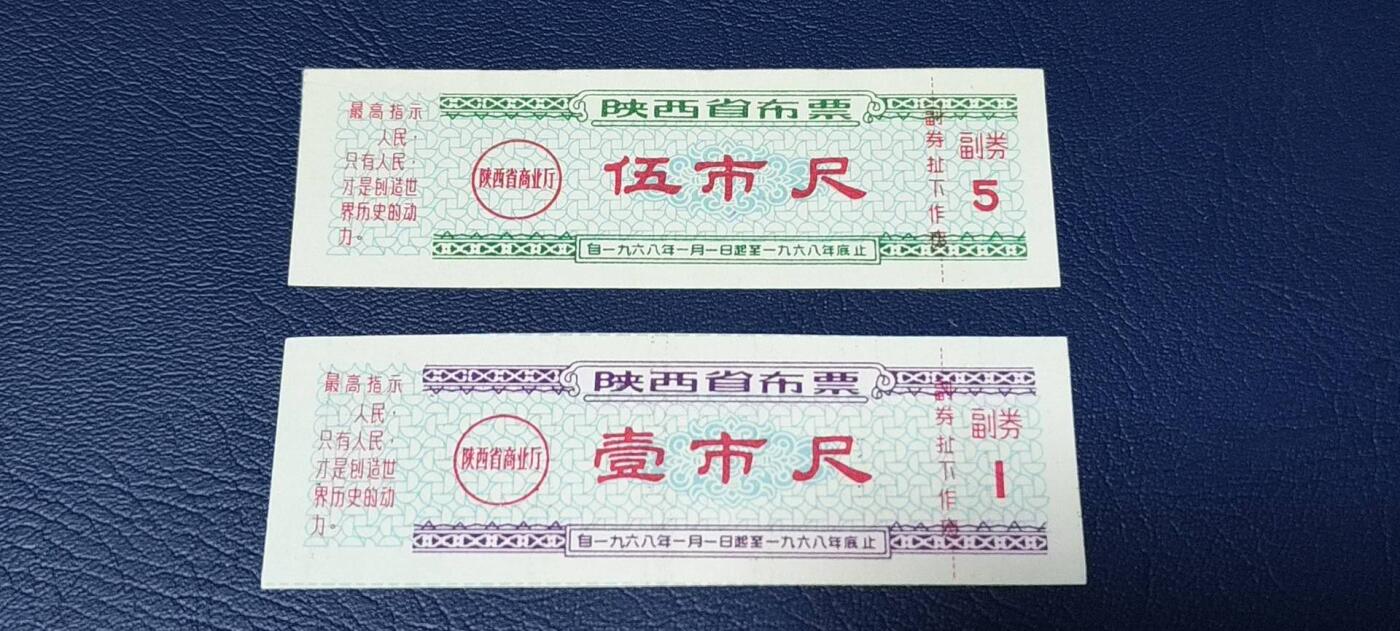 最高指示
人民，
只有人民，
才是创造世
界历史的动
力。
陕西省布票
陕西省商业厅
伍市尺
自一九六八年一月一日起至一九六八年底止
副券扯下作废
副券
5
最高指示
人民，
只有人民，
才是创造世
界历史的动
力。
陕西省布票
陕西省商业厅
壹市尺
自一九六八年一月一日起至一九六八年底止
副券扯下作废
副券
1